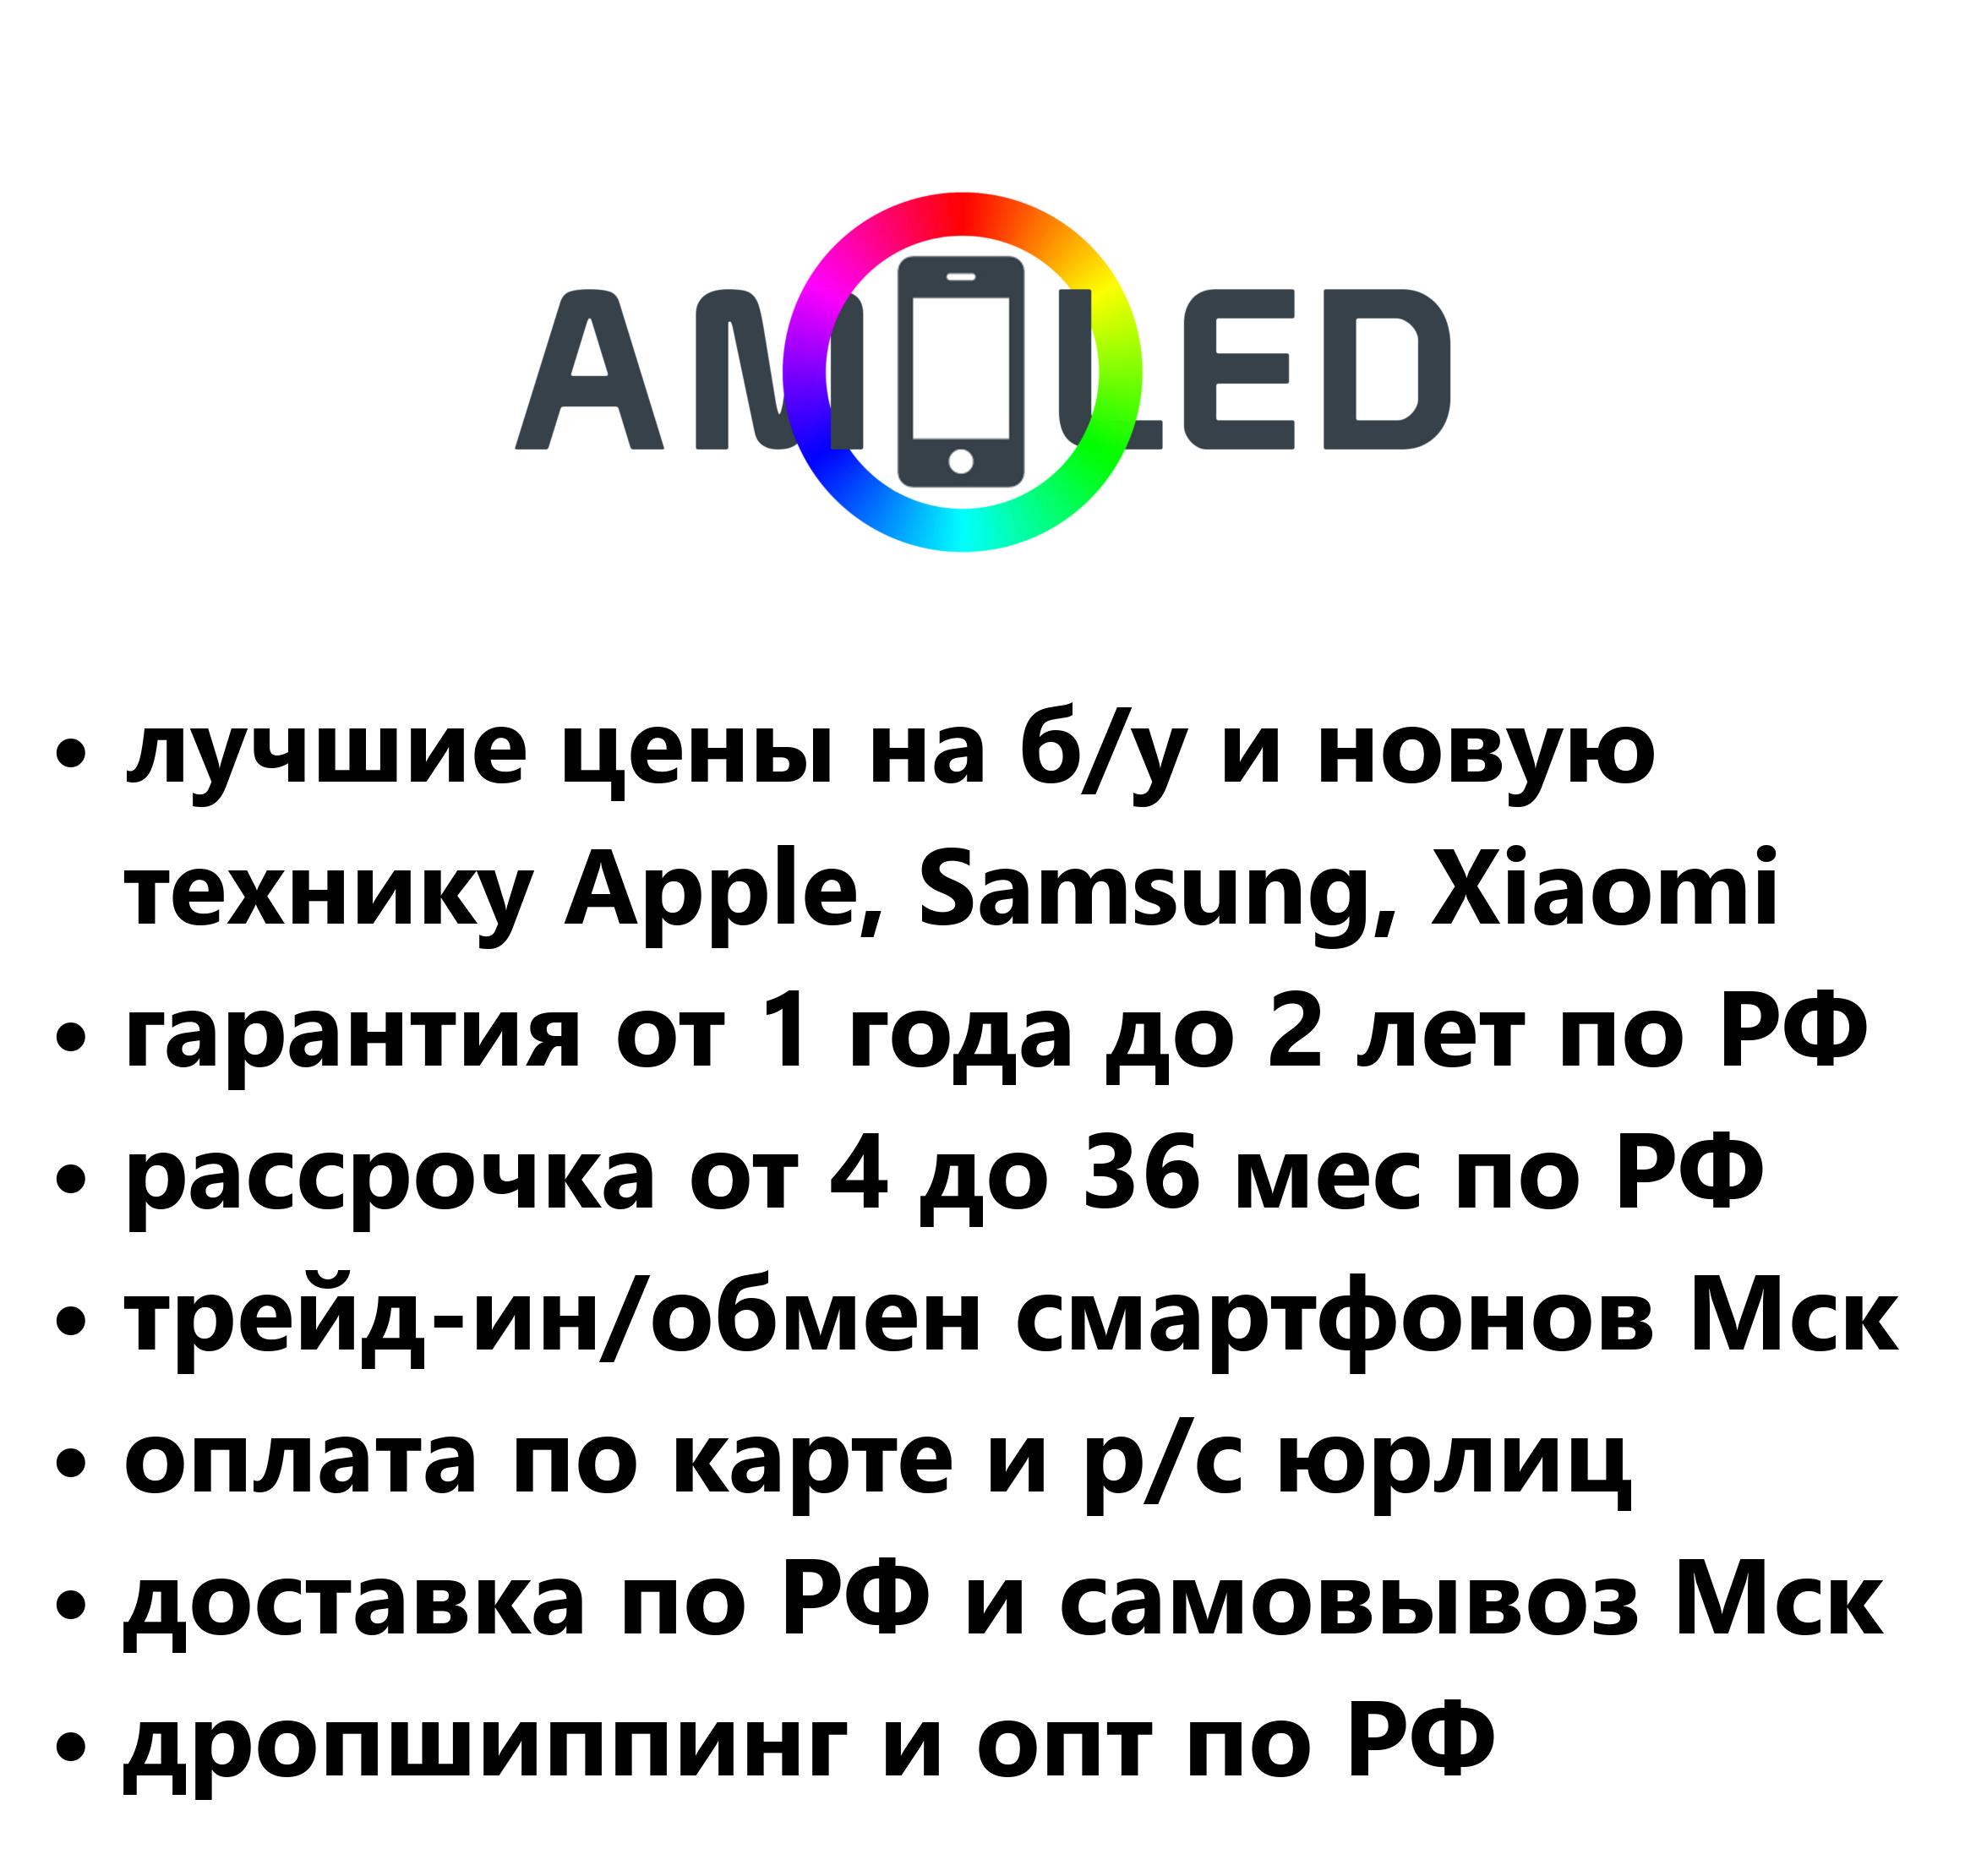 AMOLED
• лучшие цены на б/у и новую
технику Apple, Samsung, Xiaomi
• гарантия от 1 года до 2 лет по РФ
• рассрочка от 4 до 36 мес по РФ
• трейд-ин/обмен смартфонов Мск
• оплата по карте и р/с юрлиц
• доставка по РФ и самовывоз Мск
• дропшиппинг и опт по РФ